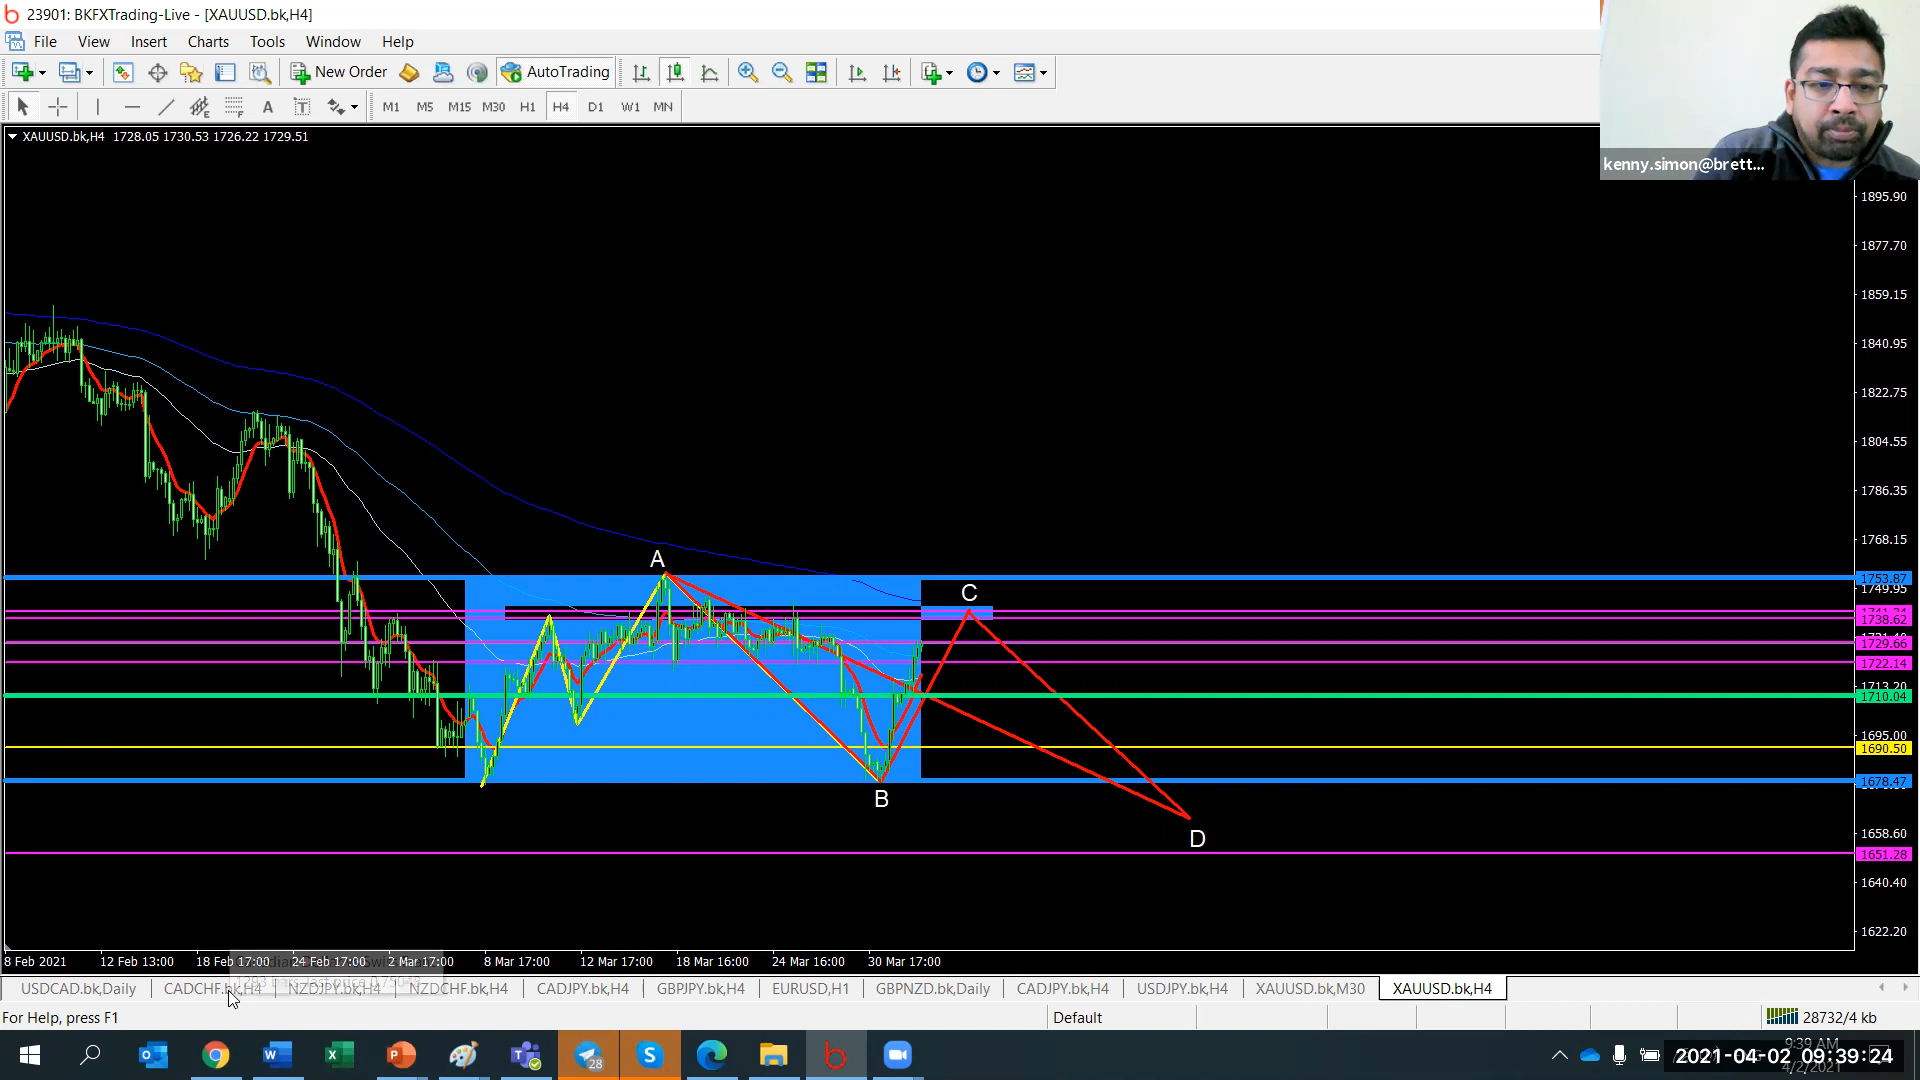 23901: BKFXTrading-Live - [XAUUSD.bk,H4]
File View Insert Charts Tools Window Help
New Order AutoTrading
A T M1 M5 M15 M30 H1 H4 D1 W1 MN
kenny.simon@brett...
XAUUSD.bk,H4 1728.05 1730.53 1726.22 1729.51
1895.90
1877.70
1859.15
1840.95
1822.75
1804.55
1786.35
1768.15
A
1753.87
1749.95
C
1741.34
1738.62
1729.66
1722.14
1713.20
1710.04
1695.00
1690.50
1678.47
B
1658.60
D
1651.28
1640.40
1622.20
8 Feb 2021 12 Feb 13:00 18 Feb 17:00 24 Feb 17:00 2 Mar 17:00 8 Mar 17:00 12 Mar 17:00 18 Mar 16:00 24 Mar 16:00 30 Mar 17:00
USDCAD.bk,Daily CADCHF.bk,H4 NZDJPY.bk,H4 NZDCHF.bk,H4 CADJPY.bk,H4 GBPJPY.bk,H4 EURUSD,H1 GBPNZD.bk,Daily CADJPY.bk,H4 USDJPY.bk,H4 XAUUSD.bk,M30 XAUUSD.bk,H4
For Help, press F1 Default 28732/4 kb
28
9:39 AM
2021-04-02 09:39:24
4/2/2021